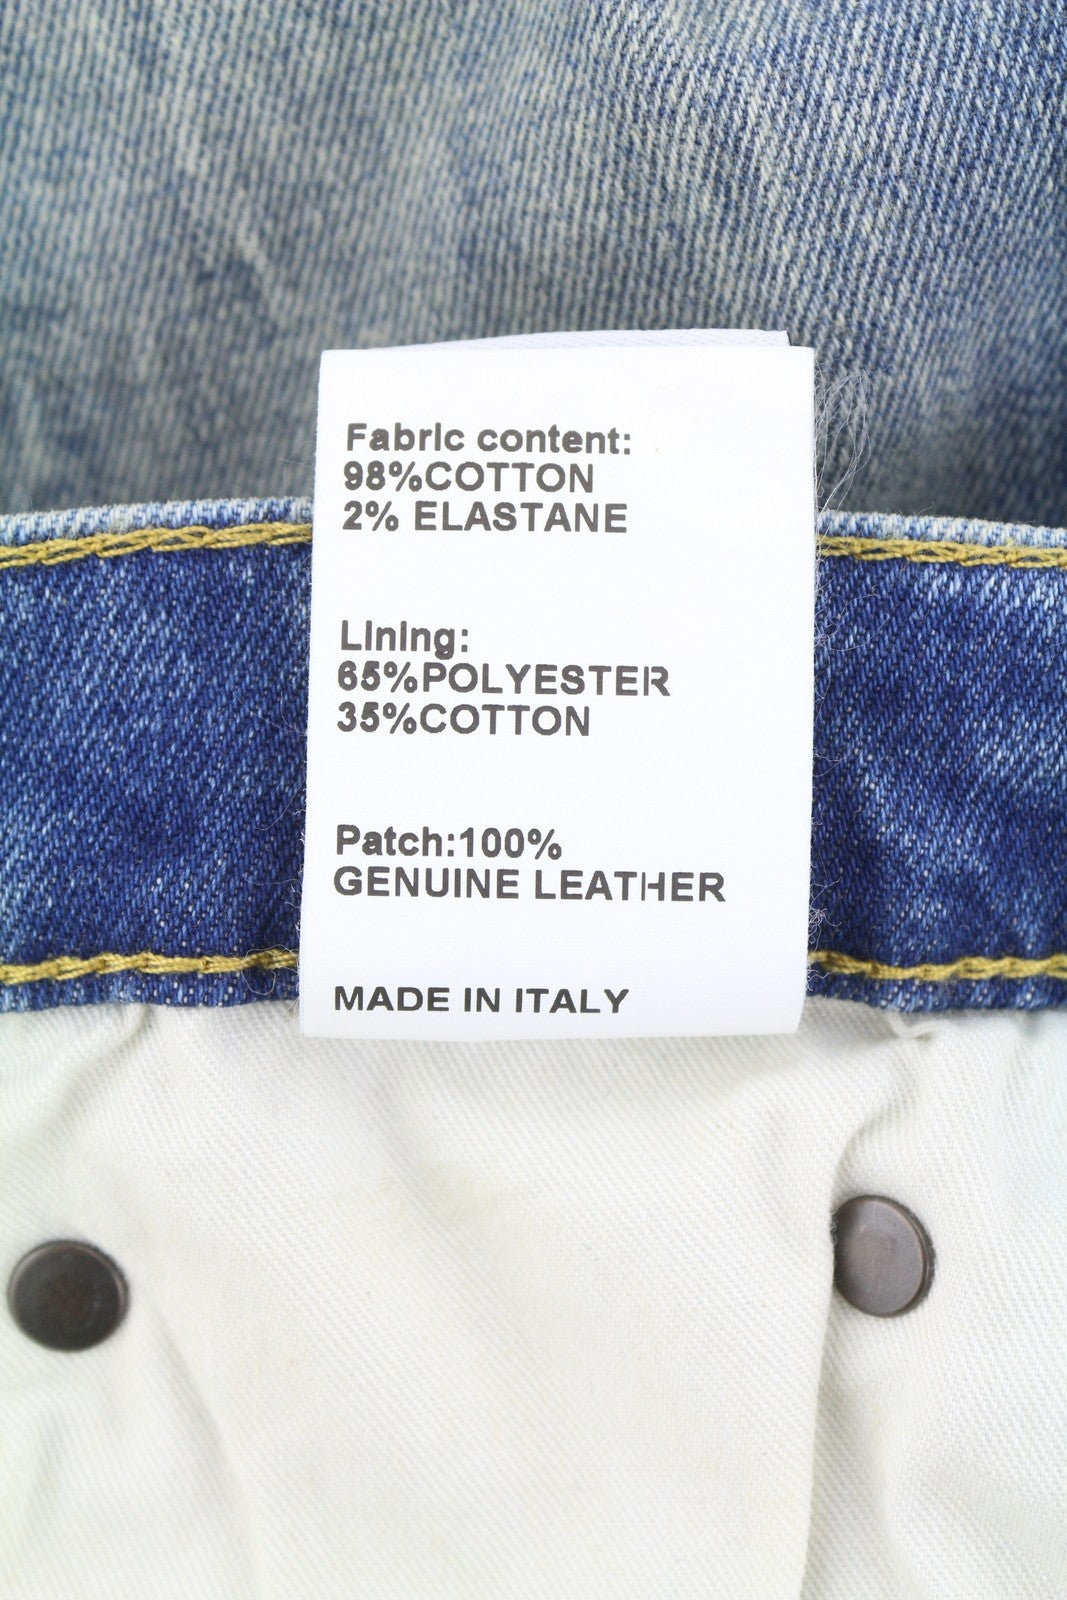 Fabric content:
98%COTTON
2% ELASTANE
Lining:
65%POLYESTER
35%COTTON
Patch:100%
GENUINE LEATHER
MADE IN ITALY